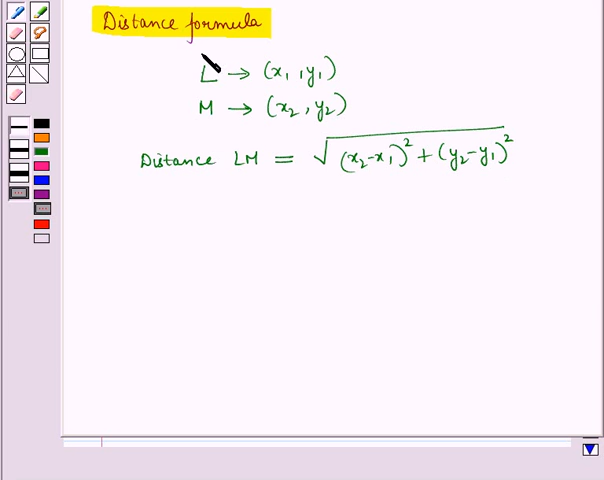 Distance formula
L → (x₁, y₁)
M → (x₂, y₂)
Distance LM = √(x₂-x₁)² + (y₂-y₁)²